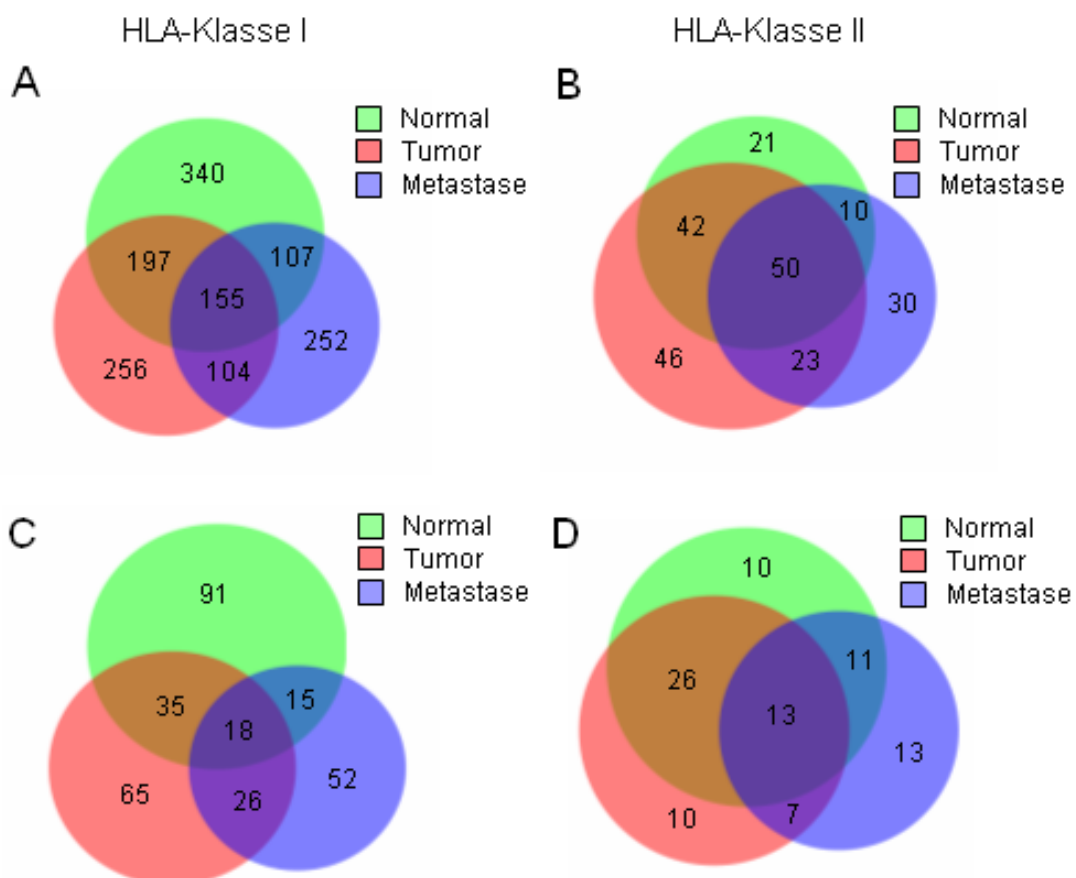 HLA-Klasse I
HLA-Klasse II
A
Normal
Tumor
Metastase
340
197
107
155
256
104
252
B
Normal
Tumor
Metastase
21
42
10
50
30
46
23
C
Normal
Tumor
Metastase
91
35
15
18
65
26
52
D
Normal
Tumor
Metastase
10
26
11
13
13
10
7